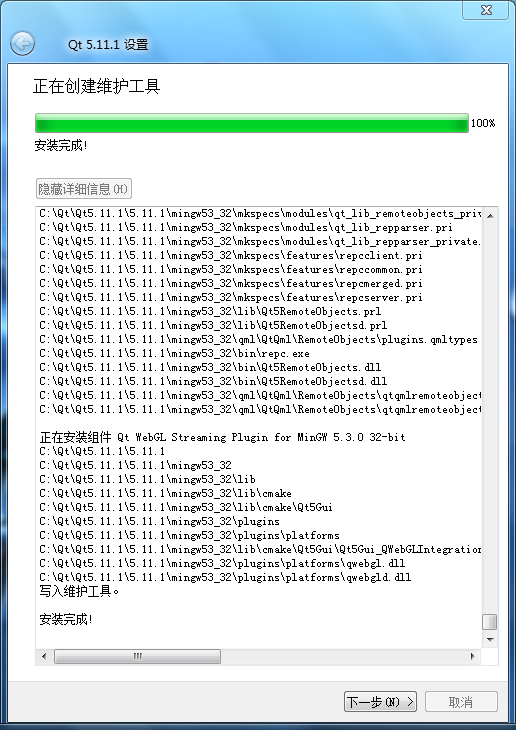 Qt 5.11.1 设置
正在创建维护工具
100%
安装完成!
隐藏详细信息(H)
C:\Qt\Qt5.11.1\5.11.1\mingw53_32\mkspecs\modules\qt_lib_remoteobjects_priv
C:\Qt\Qt5.11.1\5.11.1\mingw53_32\mkspecs\modules\qt_lib_repparser.pri
C:\Qt\Qt5.11.1\5.11.1\mingw53_32\mkspecs\modules\qt_lib_repparser_private.
C:\Qt\Qt5.11.1\5.11.1\mingw53_32\mkspecs\features\repcclient.pri
C:\Qt\Qt5.11.1\5.11.1\mingw53_32\mkspecs\features\repccommon.pri
C:\Qt\Qt5.11.1\5.11.1\mingw53_32\mkspecs\features\repcmerged.pri
C:\Qt\Qt5.11.1\5.11.1\mingw53_32\mkspecs\features\repcserver.pri
C:\Qt\Qt5.11.1\5.11.1\mingw53_32\lib\Qt5RemoteObjects.prl
C:\Qt\Qt5.11.1\5.11.1\mingw53_32\lib\Qt5RemoteObjectsd.prl
C:\Qt\Qt5.11.1\5.11.1\mingw53_32\qml\QtQml\RemoteObjects\plugins.qmltypes
C:\Qt\Qt5.11.1\5.11.1\mingw53_32\bin\repc.exe
C:\Qt\Qt5.11.1\5.11.1\mingw53_32\bin\Qt5RemoteObjects.dll
C:\Qt\Qt5.11.1\5.11.1\mingw53_32\bin\Qt5RemoteObjectsd.dll
C:\Qt\Qt5.11.1\5.11.1\mingw53_32\qml\QtQml\RemoteObjects\qtqmlremoteobject
C:\Qt\Qt5.11.1\5.11.1\mingw53_32\qml\QtQml\RemoteObjects\qtqmlremoteobject
正在安装组件 Qt WebGL Streaming Plugin for MinGW 5.3.0 32-bit
C:\Qt\Qt5.11.1\5.11.1
C:\Qt\Qt5.11.1\5.11.1\mingw53_32
C:\Qt\Qt5.11.1\5.11.1\mingw53_32\lib
C:\Qt\Qt5.11.1\5.11.1\mingw53_32\lib\cmake
C:\Qt\Qt5.11.1\5.11.1\mingw53_32\lib\cmake\Qt5Gui
C:\Qt\Qt5.11.1\5.11.1\mingw53_32\plugins
C:\Qt\Qt5.11.1\5.11.1\mingw53_32\plugins\platforms
C:\Qt\Qt5.11.1\5.11.1\mingw53_32\lib\cmake\Qt5Gui\Qt5Gui_QWebGLIntegration
C:\Qt\Qt5.11.1\5.11.1\mingw53_32\plugins\platforms\qwebgl.dll
C:\Qt\Qt5.11.1\5.11.1\mingw53_32\plugins\platforms\qwebgld.dll
写入维护工具。
安装完成!
下一步(N) >
取消